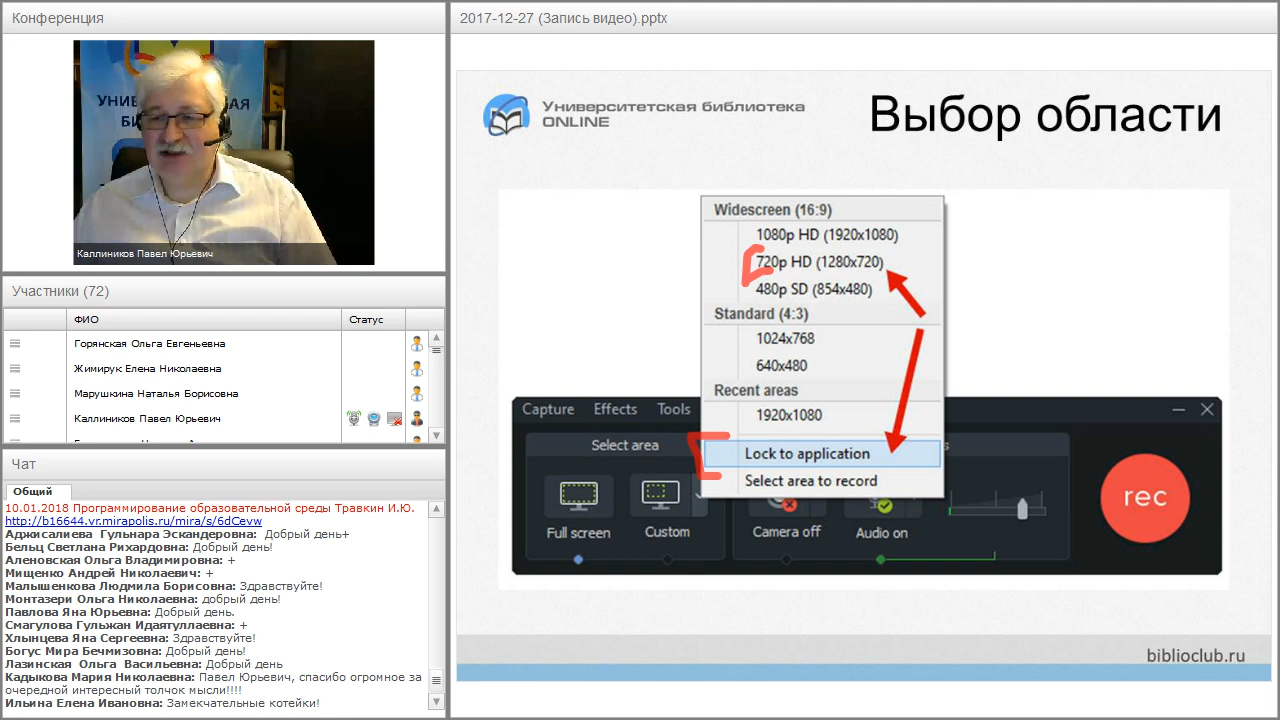 Конференция
УНИВ
АЯ
БИ
Каллиников Павел Юрьевич
Участники (72)
ФИО
Статус
Горянская Ольга Евгеньевна
Жимирук Елена Николаевна
Марушкина Наталья Борисовна
Каллиников Павел Юрьевич
Чат
Общий
10.01.2018 Программирование образовательной среды Травкин И.Ю.
http://b16644.vr.mirapolis.ru/mira/s/6dCevw
Аджисалиева Гульнара Эскандеровна: Добрый день+
Бельц Светлана Рихардовна: Добрый день!
Аленовская Ольга Владимировна: +
Мищенко Андрей Николаевич: +
Малышенкова Людмила Борисовна: Здравствуйте!
Монтазери Ольга Николаевна: добрый день!
Павлова Яна Юрьевна: Добрый день.
Смагулова Гульжан Идаятуллаевна: +
Хлынцева Яна Сергеевна: Здравствуйте!
Богус Мира Бечмизовна: Добрый день!
Лазинская Ольга Васильевна: Добрый день
Кадыкова Мария Николаевна: Павел Юрьевич, спасибо огромное за
очередной интересный толчок мысли!!!!
Ильина Елена Ивановна: Замекчательные котейки!
2017-12-27 (Запись видео).pptx
Университетская библиотека
ONLINE
Выбор области
Widescreen (16:9)
1080p HD (1920x1080)
720p HD (1280x720)
480p SD (854x480)
Standard (4:3)
1024x768
640x480
Recent areas
1920x1080
Lock to application
Select area to record
Capture Effects Tools
Select area
Full screen
Custom
Camera off
Audio on
rec
biblioclub.ru